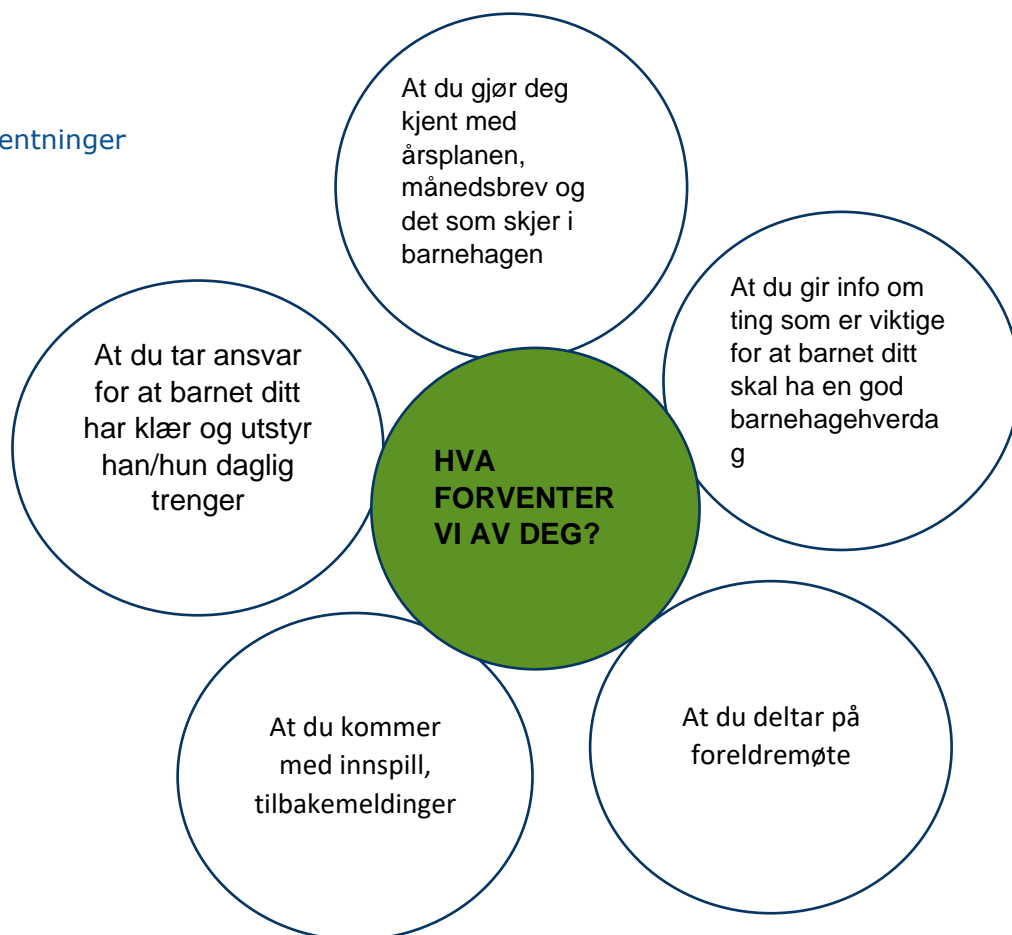 entninger
At du gjør deg
kjent med
årsplanen,
månedsbrev og
det som skjer i
barnehagen
At du gir info om
ting som er viktige
for at barnet ditt
skal ha en god
barnehagehverda
g
At du tar ansvar
for at barnet ditt
har klær og utstyr
han/hun daglig
trenger
HVA
FORVENTER
VI AV DEG?
At du kommer
med innspill,
tilbakemeldinger
At du deltar på
foreldremøte